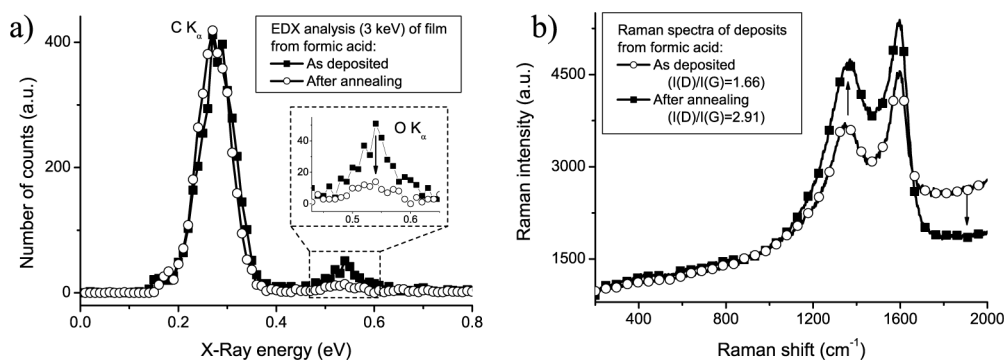 a)
C Kα
EDX analysis (3 keV) of film
from formic acid:
As deposited
After annealing
O Kα
40
20
0
0.5
0.6
400
200
0
Number of counts (a.u.)
0.0
0.2
0.4
0.6
0.8
X-Ray energy (eV)
b)
Raman spectra of deposits
from formic acid:
As deposited
(I(D)/I(G)=1.66)
After annealing
(I(D)/I(G)=2.91)
4500
3000
1500
Raman intensity (a.u.)
400
800
1200
1600
2000
Raman shift (cm-1)